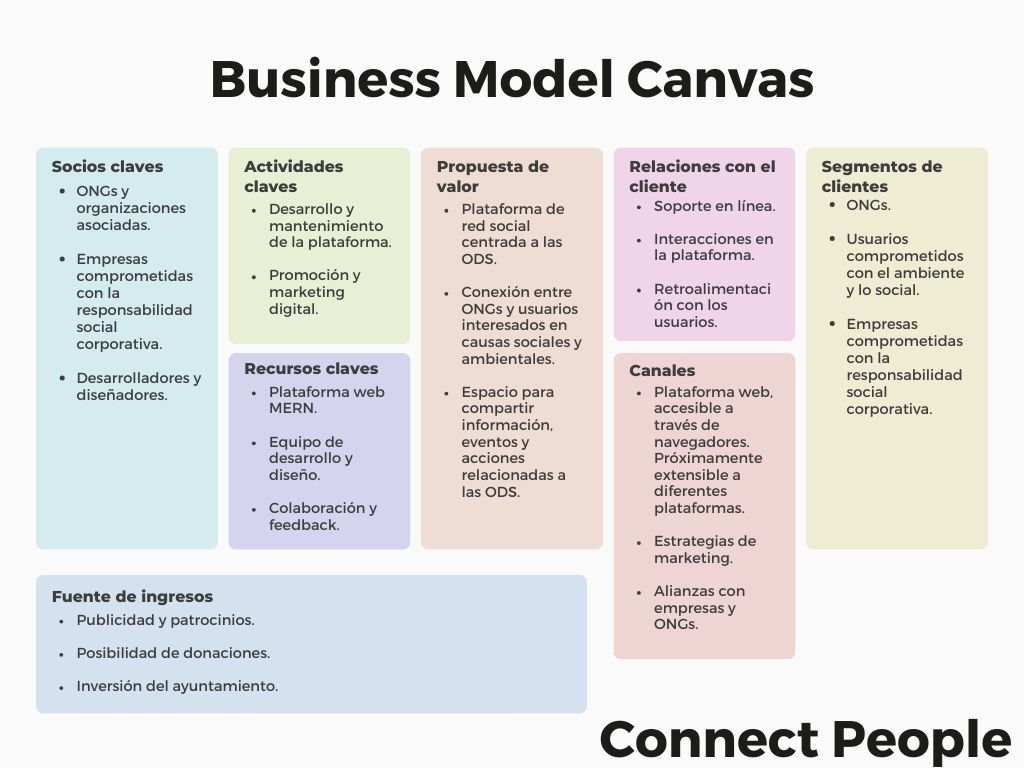 Business Model Canvas
Socios claves
• ONGs y
organizaciones
asociadas.
• Empresas
comprometidas
con la
responsabilidad
social
corporativa.
• Desarrolladores y
diseñadores.
Actividades
claves
• Desarrollo y
mantenimiento
de la plataforma.
• Promoción y
marketing
digital.
Recursos claves
• Plataforma web
MERN.
• Equipo de
desarrollo y
diseño.
• Colaboración y
feedback.
Propuesta de
valor
• Plataforma de
red social
centrada a las
ODS.
• Conexión entre
ONGs y usuarios
interesados en
causas sociales y
ambientales.
• Espacio para
compartir
información,
eventos y
acciones
relacionadas a
las ODS.
Relaciones con el
cliente
• Soporte en línea.
• Interacciones en
la plataforma.
• Retroalimentaci
ón con los
usuarios.
Canales
• Plataforma web,
accesible a
través de
navegadores.
Próximamente
extensible a
diferentes
plataformas.
• Estrategias de
marketing.
• Alianzas con
empresas y
ONGs.
Segmentos de
clientes
• ONGs.
• Usuarios
comprometidos
con el ambiente
y lo social.
• Empresas
comprometidas
con la
responsabilidad
social
corporativa.
Fuente de ingresos
• Publicidad y patrocinios.
• Posibilidad de donaciones.
• Inversión del ayuntamiento.
Connect People